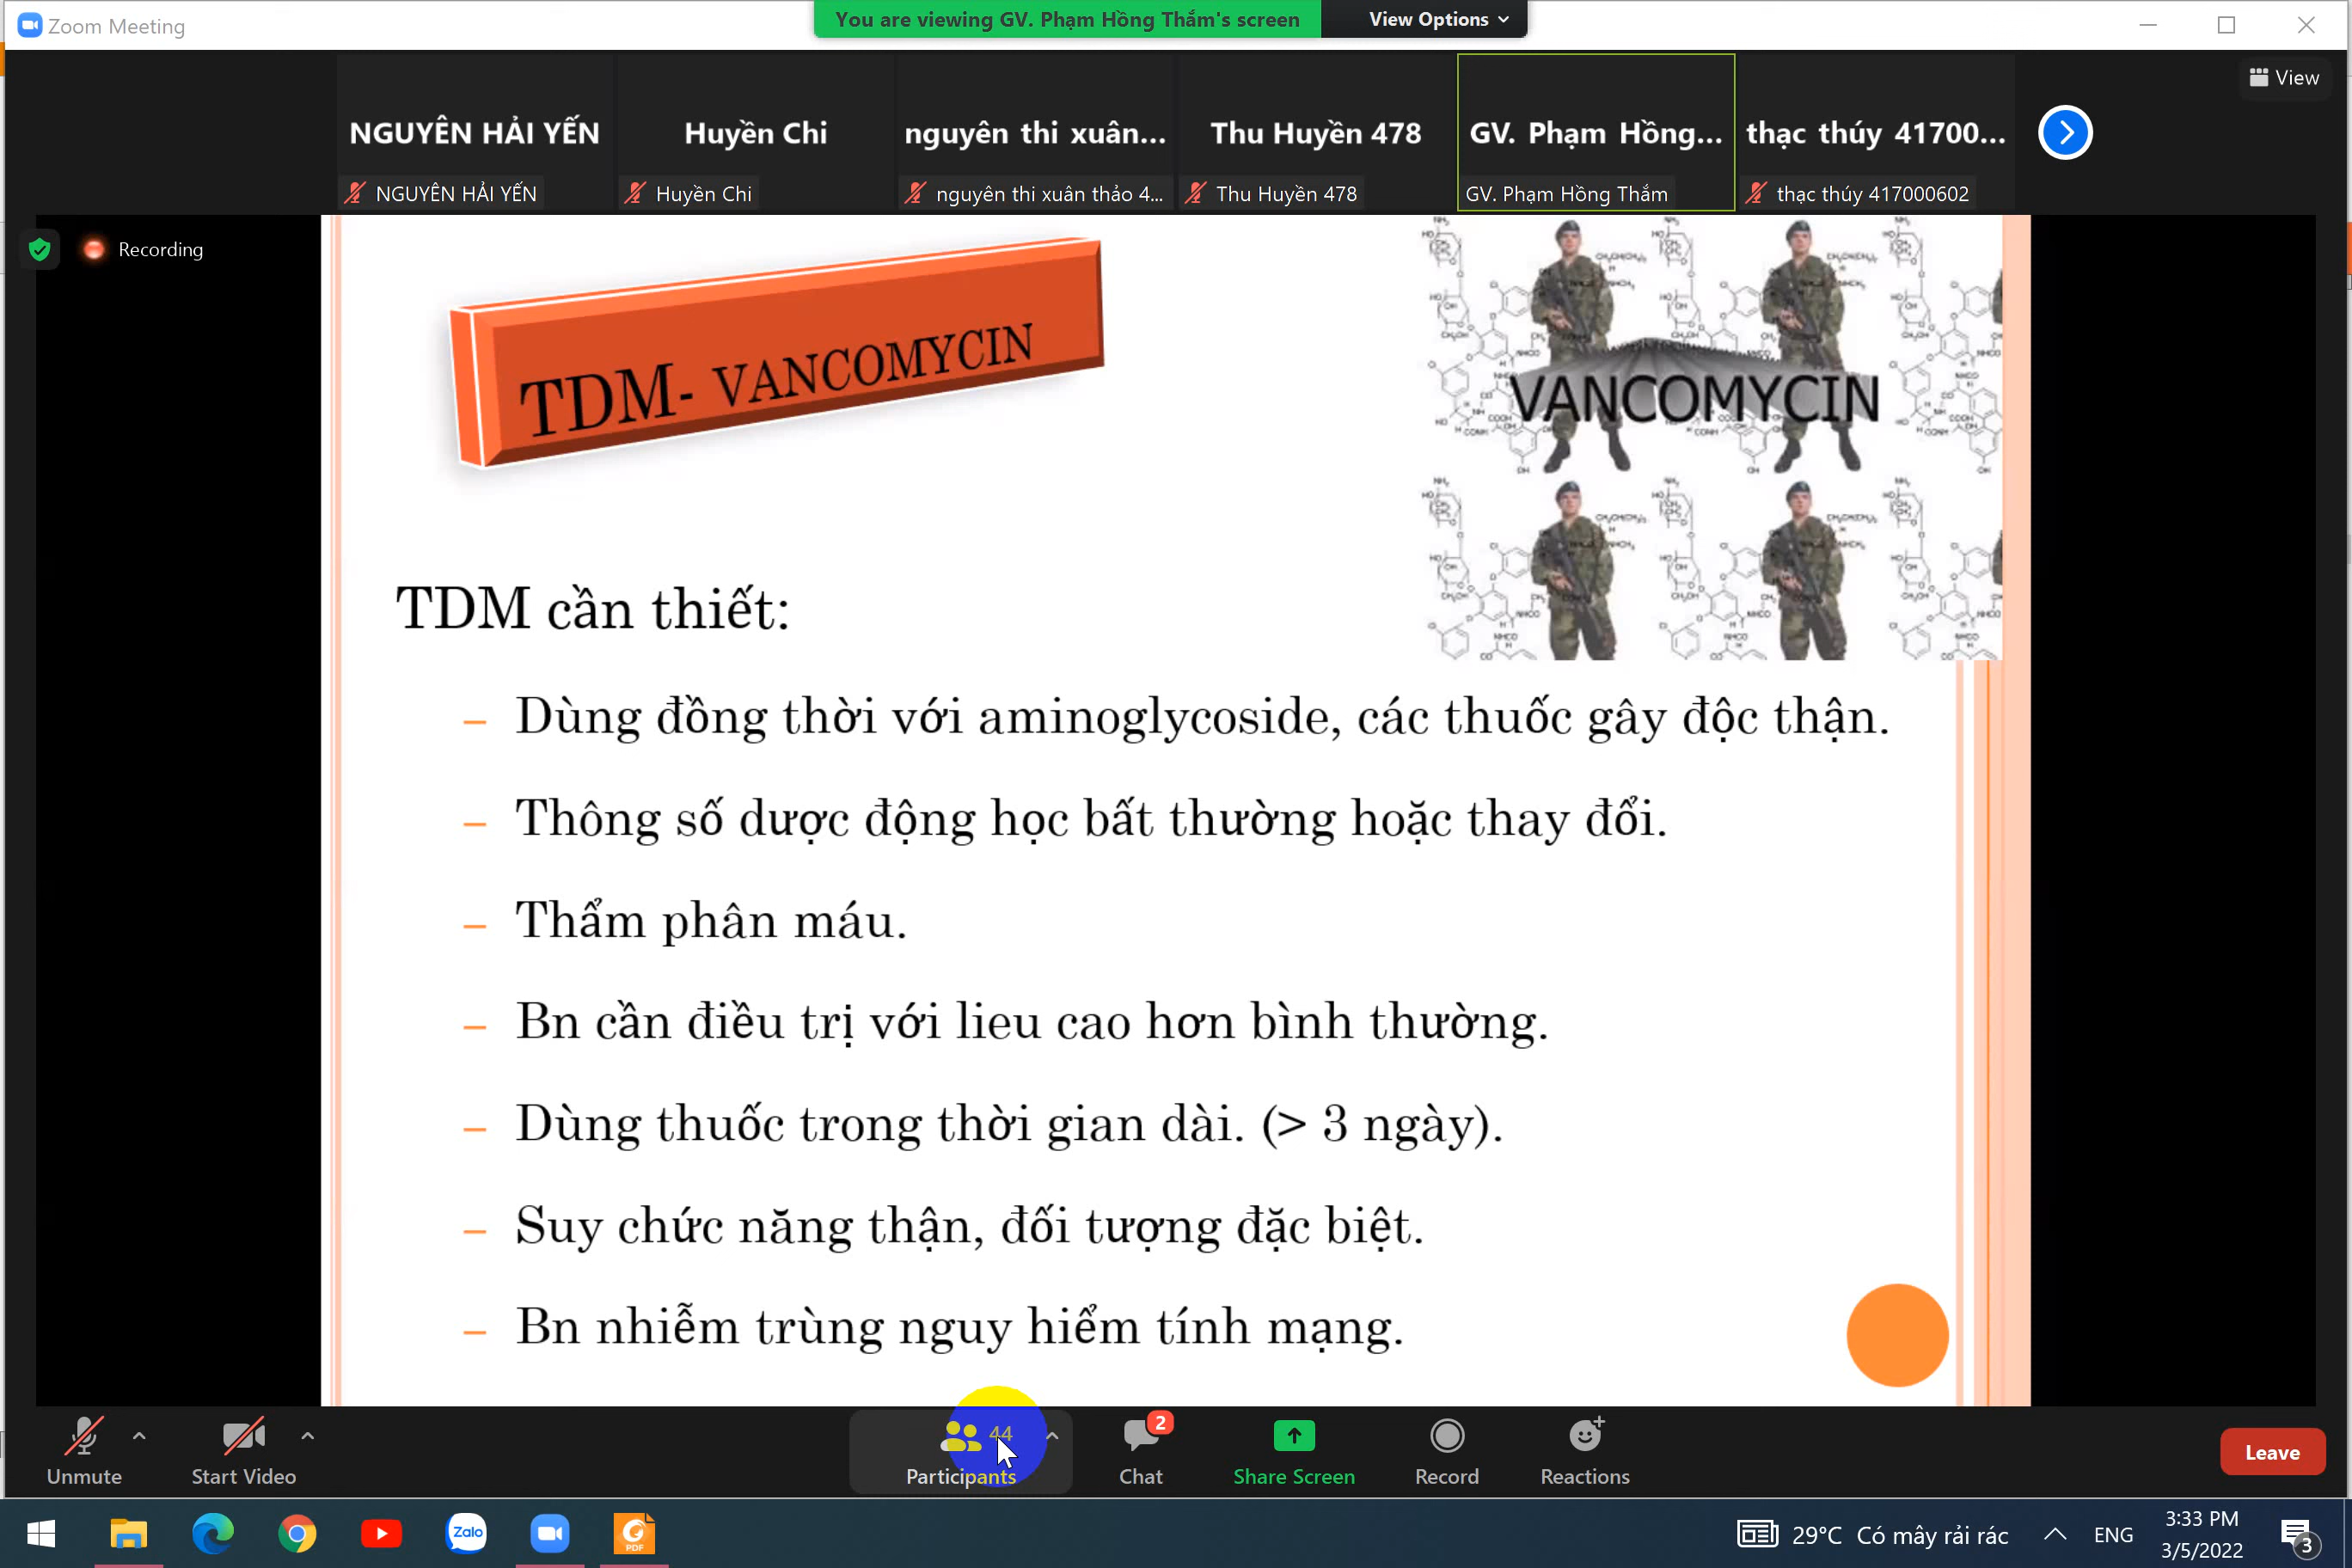 Zoom Meeting
You are viewing GV. Phạm Hồng Thắm's screen
View Options
View
NGUYÊN HẢI YẾN
Huyền Chi
nguyên thi xuân...
Thu Huyền 478
GV. Phạm Hồng...
thạc thúy 41700...
NGUYÊN HẢI YẾN
Huyền Chi
nguyên thi xuân thảo 4...
Thu Huyền 478
GV. Phạm Hồng Thắm
thạc thúy 417000602
Recording
TDM- VANCOMYCIN
VANCOMYCIN
TDM cần thiết:
– Dùng đồng thời với aminoglycoside, các thuốc gây độc thận.
– Thông số dược động học bất thường hoặc thay đổi.
– Thẩm phân máu.
– Bn cần điều trị với lieu cao hơn bình thường.
– Dùng thuốc trong thời gian dài. (> 3 ngày).
– Suy chức năng thận, đối tượng đặc biệt.
– Bn nhiễm trùng nguy hiểm tính mạng.
44
2
Unmute
Start Video
Participants
Chat
Share Screen
Record
Reactions
Leave
Zalo
PDF
29°C Có mây rải rác
ENG
3:33 PM
3/5/2022
3